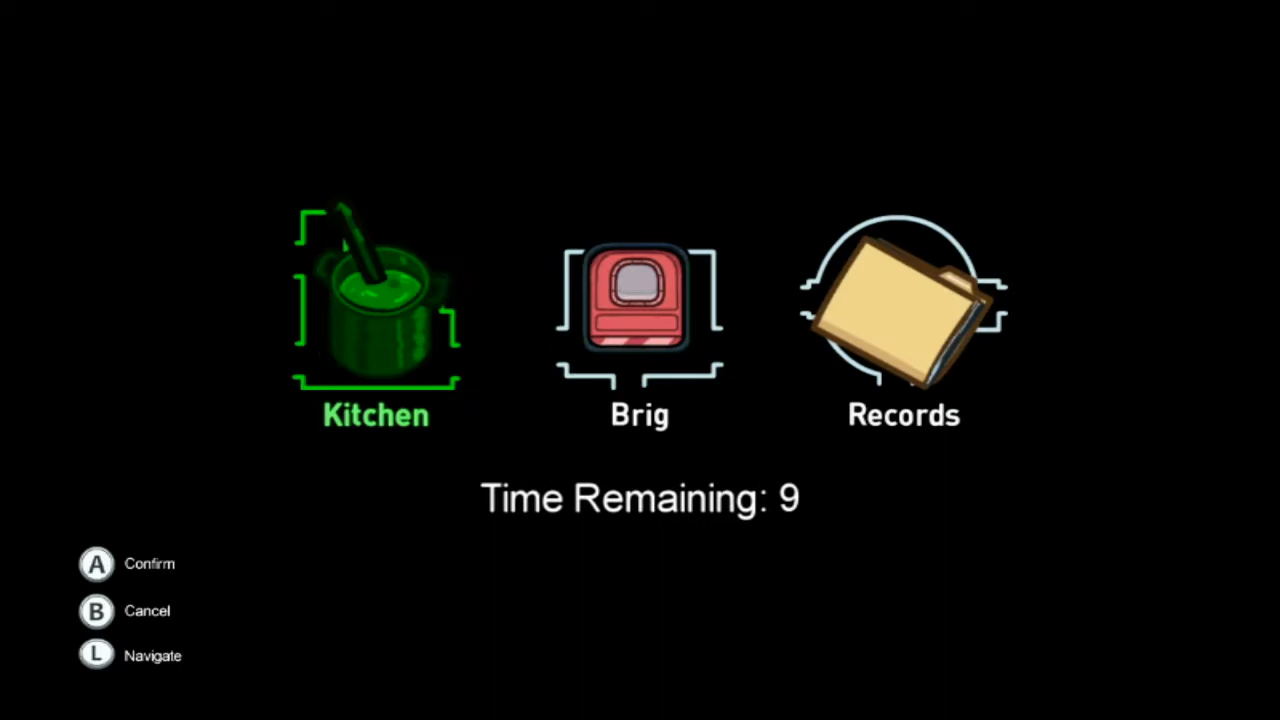 Kitchen
Brig
Records
Time Remaining: 9
A Confirm
B Cancel
L Navigate